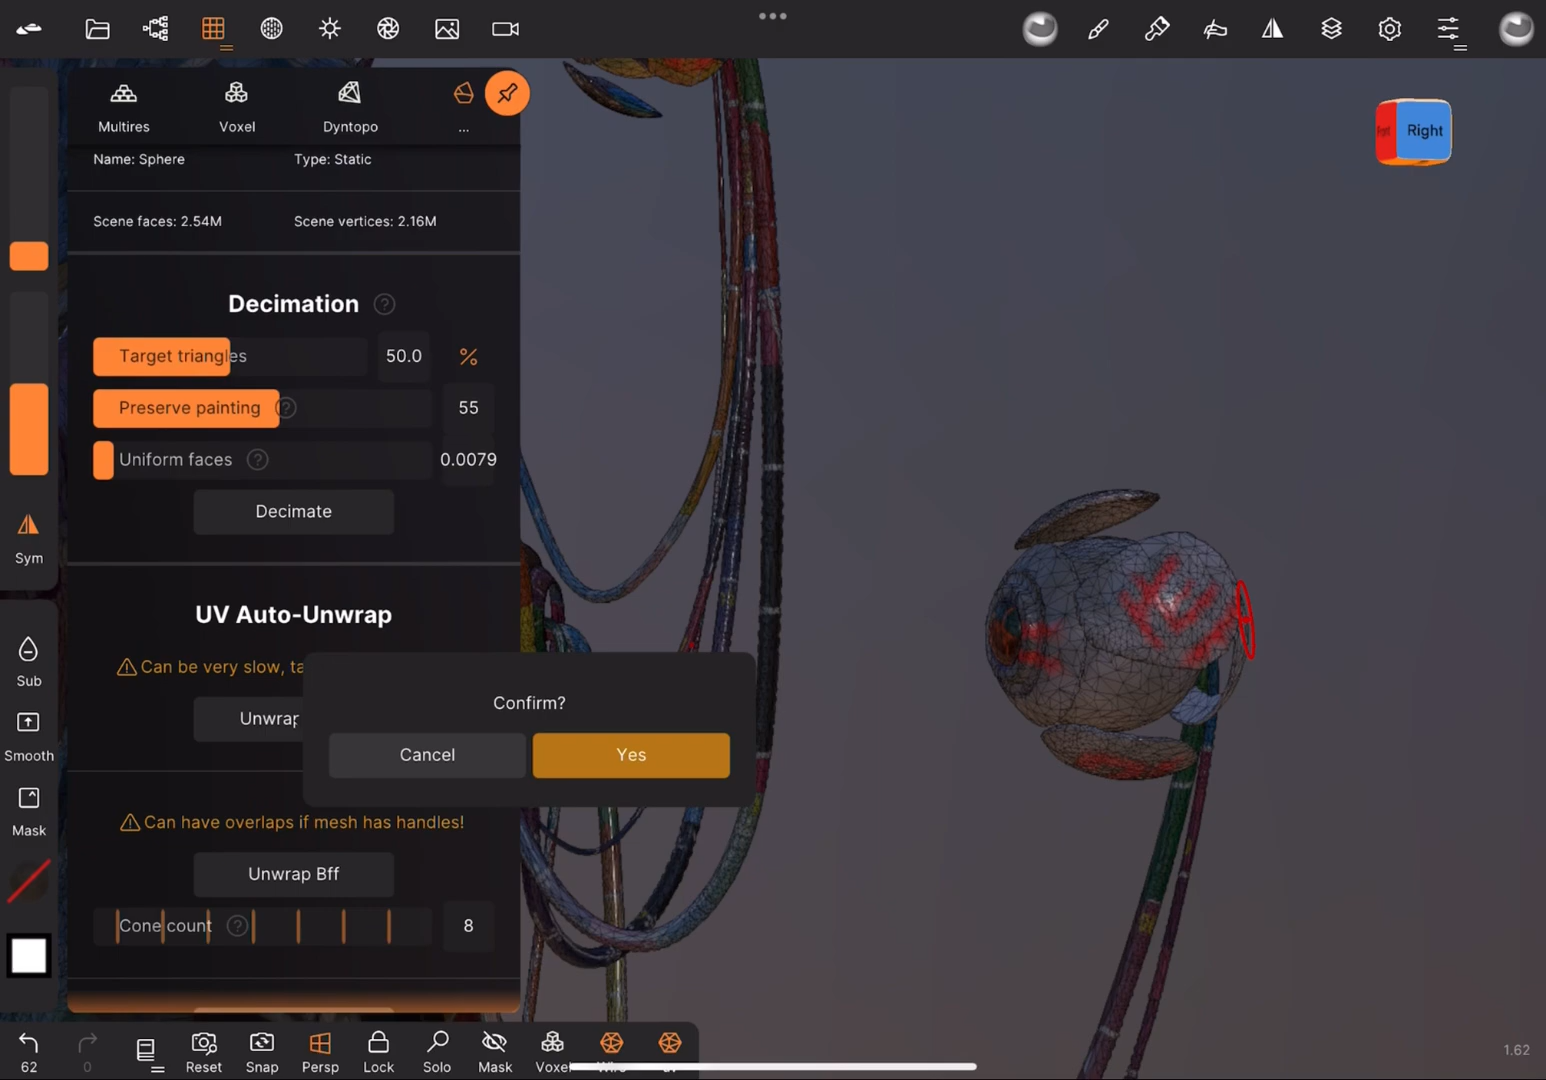 Right
Multires
Voxel
Dyntopo
...
Name: Sphere
Type: Static
Scene faces: 2.54M
Scene vertices: 2.16M
Decimation ?
Target triangles
50.0
%
Preserve painting ?
55
Uniform faces ?
0.0079
Decimate
Sym
UV Auto-Unwrap
Can be very slow, ta
Unwrap
Confirm?
Cancel
Yes
Sub
Smooth
Mask
Can have overlaps if mesh has handles!
Unwrap Bff
Cone count ?
8
62
0
Reset
Snap
Persp
Lock
Solo
Mask
Voxel
1.62